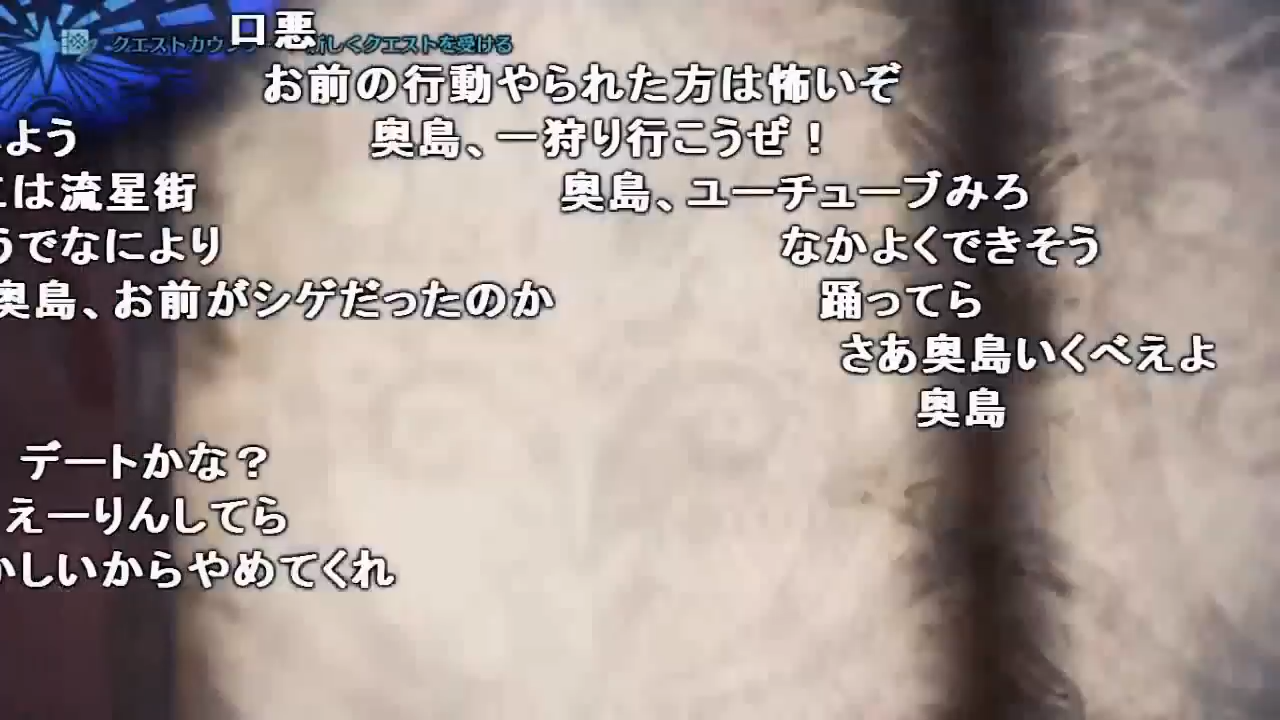 口悪
クエストカウンター 新しくクエストを受ける
お前の行動やられた方は怖いぞ
よう
奥島、一狩り行こうぜ！
は流星街
奥島、ユーチューブみろ
うでなにより
なかよくできそう
奥島、お前がシゲだったのか
踊ってら
さあ奥島いくべえよ
奥島
デートかな？
えーりんしてら
かしいからやめてくれ